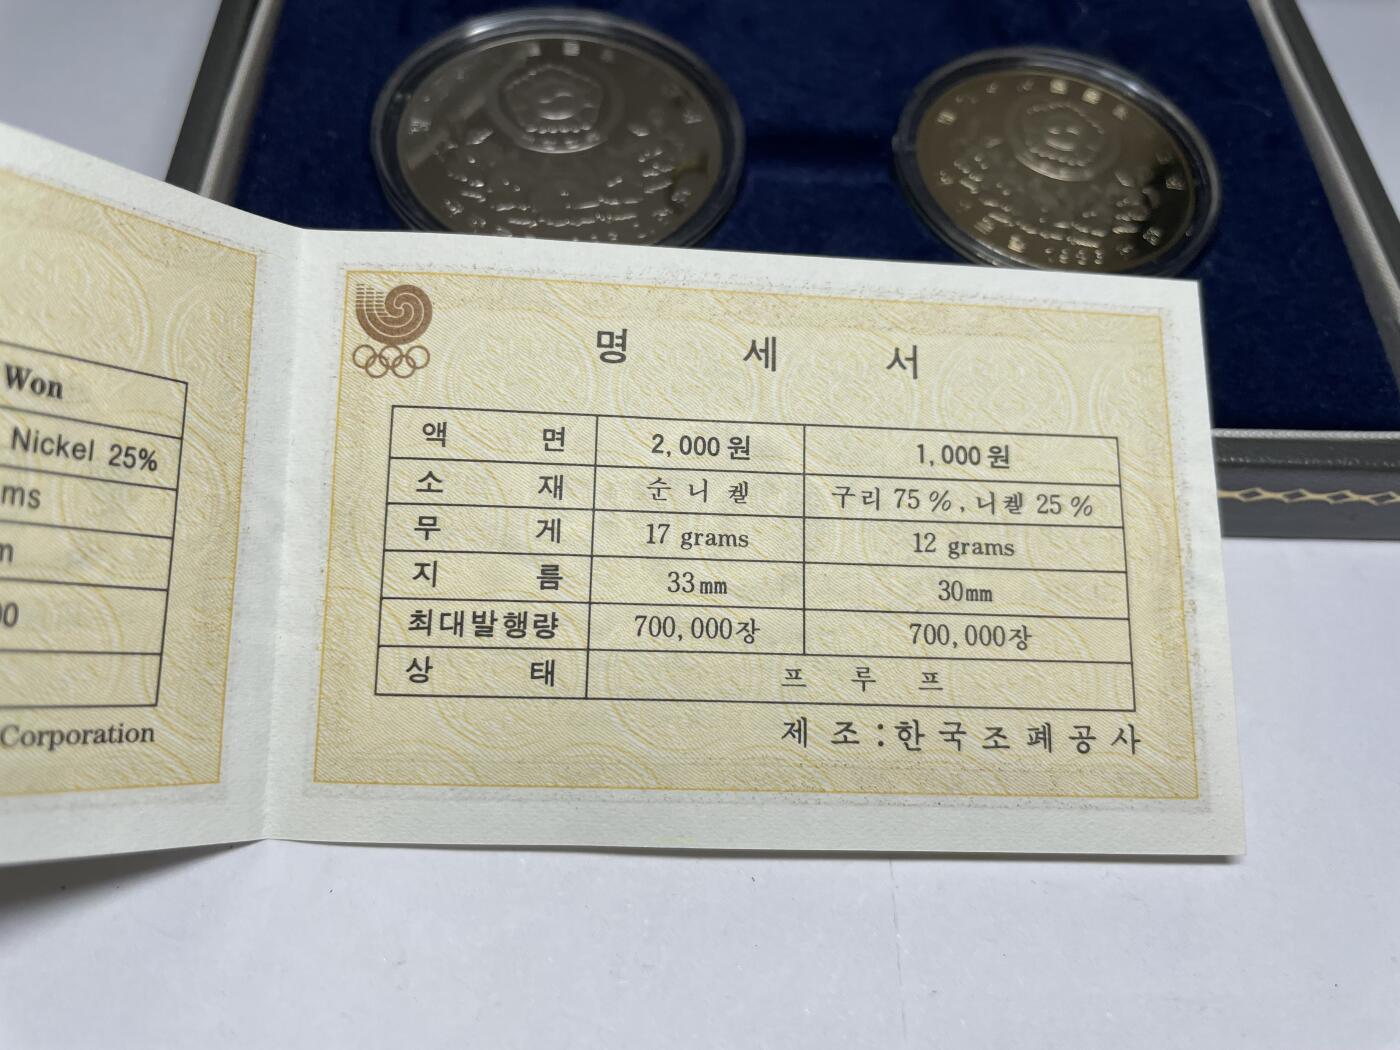 Won
Nickel 25%
Corporation
명 세 서
액 면 2,000원 1,000원
소 재 순 니 켈 구리 75%, 니켈 25%
무 게 17 grams 12 grams
지 름 33mm 30mm
최대발행량 700,000장 700,000장
상 태 프 루 프
제 조 : 한 국 조 폐 공 사